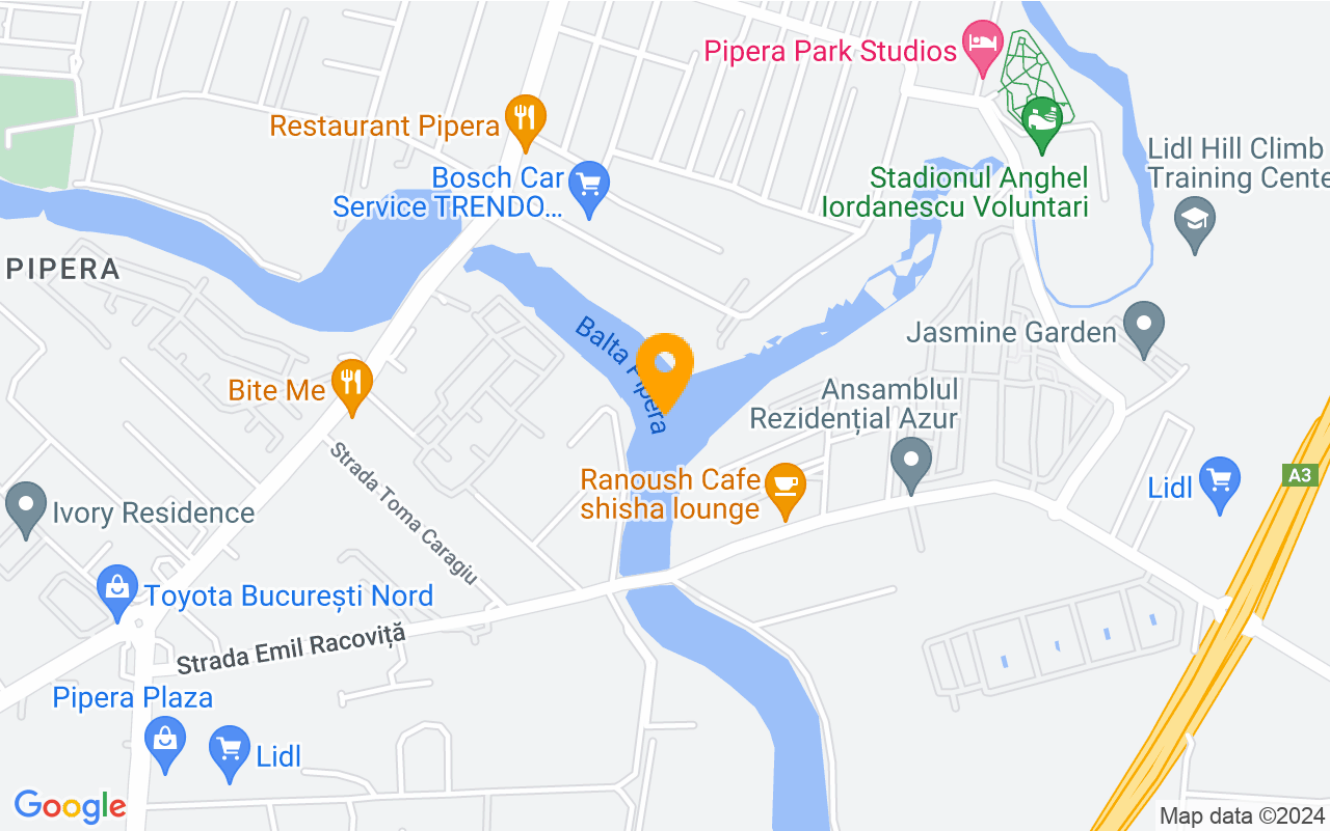 Pipera Park Studios
Restaurant Pipera
Lidl Hill Climb
Training Cente
Bosch Car
Service TRENDO...
Stadionul Anghel
Iordanescu Voluntari
PIPERA
Balta Pipera
Jasmine Garden
Bite Me
Ansamblul
Rezidențial Azur
Strada Toma Caragiu
Ranoush Cafe
shisha lounge
A3
Lidl
Ivory Residence
Toyota București Nord
Strada Emil Racoviță
Pipera Plaza
Lidl
Google
Map data ©2024